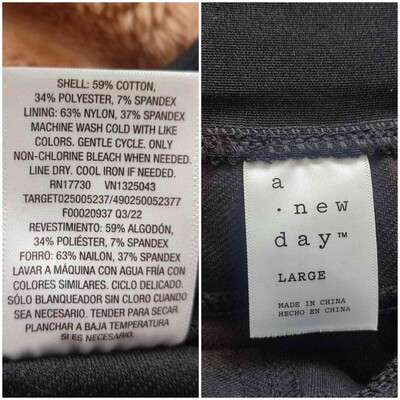 SHELL: 59% COTTON,
34% POLYESTER, 7% SPANDEX
LINING: 63% NYLON, 37% SPANDEX
MACHINE WASH COLD WITH LIKE
COLORS. GENTLE CYCLE. ONLY
NON-CHLORINE BLEACH WHEN NEEDED.
LINE DRY. COOL IRON IF NEEDED.
RN17730 VN1325043
TARGET025005237/490250052377
F00020937 Q3/22
REVESTIMIENTO: 59% ALGODÓN,
34% POLIÉSTER, 7% SPANDEX
FORRO: 63% NAILON, 37% SPANDEX
LAVAR A MÁQUINA CON AGUA FRÍA CON
COLORES SIMILARES. CICLO DELICADO.
SÓLO BLANQUEADOR SIN CLORO CUANDO
SEA NECESARIO. TENDER PARA SECAR.
PLANCHAR A BAJA TEMPERATURA
SI ES NECESARIO.
a
·new
day™
LARGE
MADE IN CHINA
HECHO EN CHINA